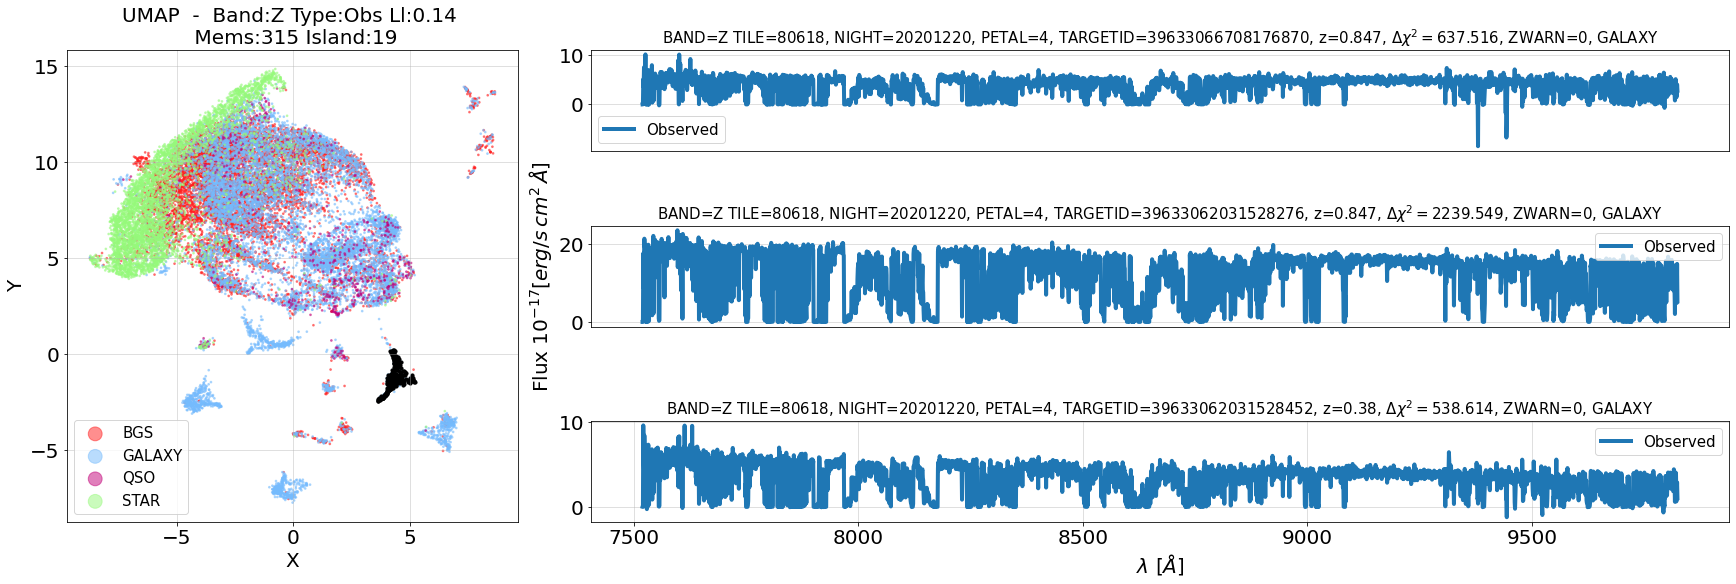 UMAP  -  Band:Z Type:Obs Ll:0.14
Mems:315 Island:19
15
10
5
0
−5
Y
BGS
GALAXY
QSO
STAR
−5
0
5
X
Flux 10⁻¹⁷[erg/s cm² Å]
BAND=Z TILE=80618, NIGHT=20201220, PETAL=4, TARGETID=39633066708176870, z=0.847, Δχ² = 637.516, ZWARN=0, GALAXY
10
0
Observed
BAND=Z TILE=80618, NIGHT=20201220, PETAL=4, TARGETID=39633062031528276, z=0.847, Δχ² = 2239.549, ZWARN=0, GALAXY
20
0
Observed
BAND=Z TILE=80618, NIGHT=20201220, PETAL=4, TARGETID=39633062031528452, z=0.38, Δχ² = 538.614, ZWARN=0, GALAXY
10
0
Observed
7500
8000
8500
9000
9500
λ [Å]